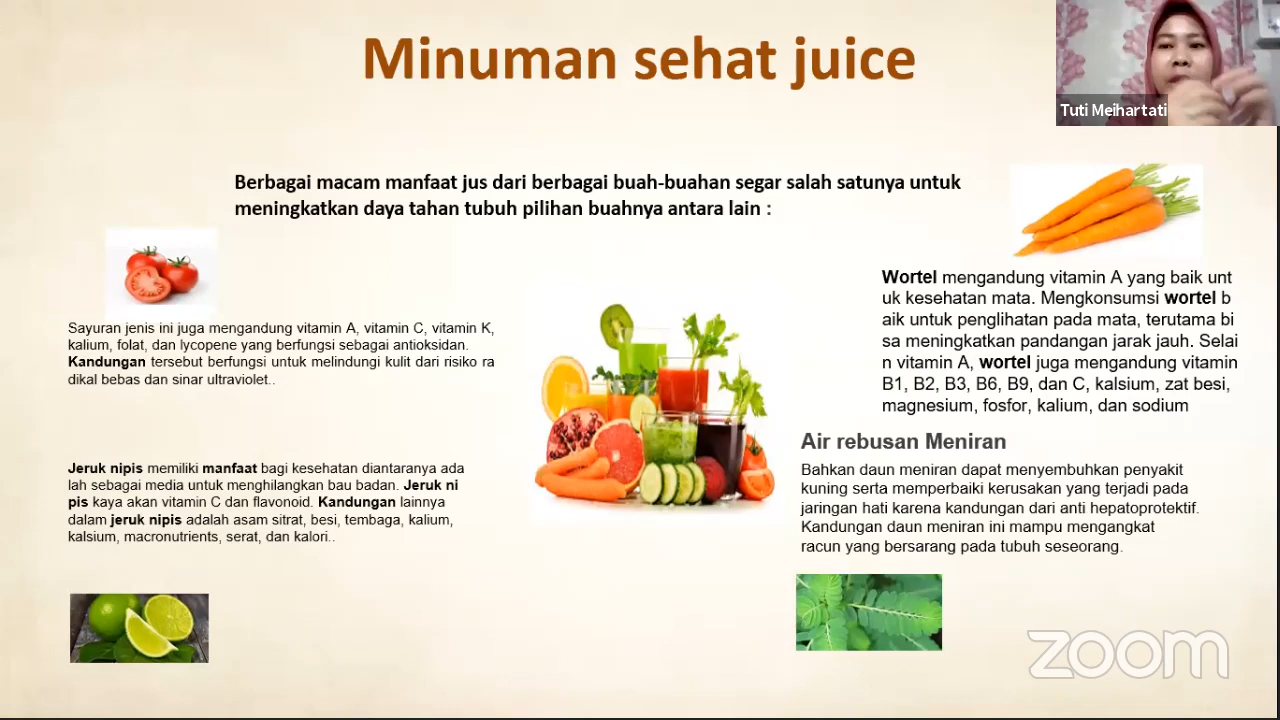 Minuman sehat juice
Tuti Meihartati
Berbagai macam manfaat jus dari berbagai buah-buahan segar salah satunya untuk
meningkatkan daya tahan tubuh pilihan buahnya antara lain :
Sayuran jenis ini juga mengandung vitamin A, vitamin C, vitamin K,
kalium, folat, dan lycopene yang berfungsi sebagai antioksidan.
Kandungan tersebut berfungsi untuk melindungi kulit dari risiko ra
dikal bebas dan sinar ultraviolet..
Jeruk nipis memiliki manfaat bagi kesehatan diantaranya ada
lah sebagai media untuk menghilangkan bau badan. Jeruk ni
pis kaya akan vitamin C dan flavonoid. Kandungan lainnya
dalam jeruk nipis adalah asam sitrat, besi, tembaga, kalium,
kalsium, macronutrients, serat, dan kalori..
Wortel mengandung vitamin A yang baik unt
uk kesehatan mata. Mengkonsumsi wortel b
aik untuk penglihatan pada mata, terutama bi
sa meningkatkan pandangan jarak jauh. Selai
n vitamin A, wortel juga mengandung vitamin
B1, B2, B3, B6, B9, dan C, kalsium, zat besi,
magnesium, fosfor, kalium, dan sodium
Air rebusan Meniran
Bahkan daun meniran dapat menyembuhkan penyakit
kuning serta memperbaiki kerusakan yang terjadi pada
jaringan hati karena kandungan dari anti hepatoprotektif.
Kandungan daun meniran ini mampu mengangkat
racun yang bersarang pada tubuh seseorang.
zoom